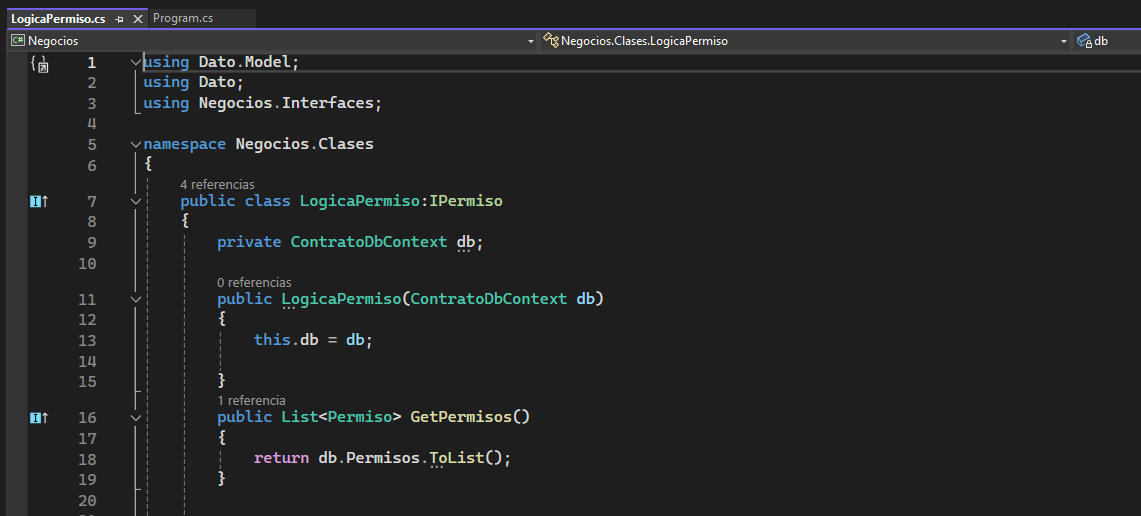 LogicaPermiso.cs Program.cs
C# Negocios Negocios.Clases.LogicaPermiso db
1 using Dato.Model;
2 using Dato;
3 using Negocios.Interfaces;
4
5 namespace Negocios.Clases
6 {
4 referencias
7 public class LogicaPermiso:IPermiso
8 {
9 private ContratoDbContext db;
10
0 referencias
11 public LogicaPermiso(ContratoDbContext db)
12 {
13 this.db = db;
14
15 }
1 referencia
16 public List<Permiso> GetPermisos()
17 {
18 return db.Permisos.ToList();
19 }
20